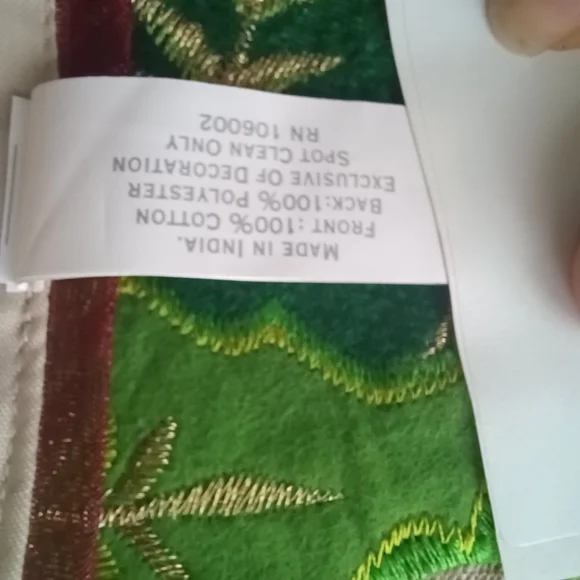 MADE IN INDIA.
FRONT :100% COTTON
BACK:100% POLYESTER
EXCLUSIVE OF DECORATION
SPOT CLEAN ONLY
RN 106002